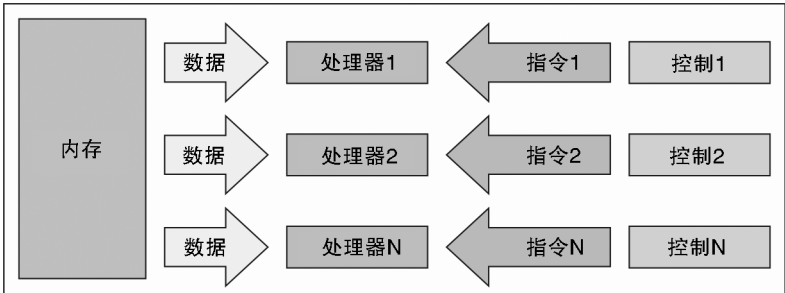 数据 处理器1 指令1 控制1
内存 数据 处理器2 指令2 控制2
数据 处理器N 指令N 控制N